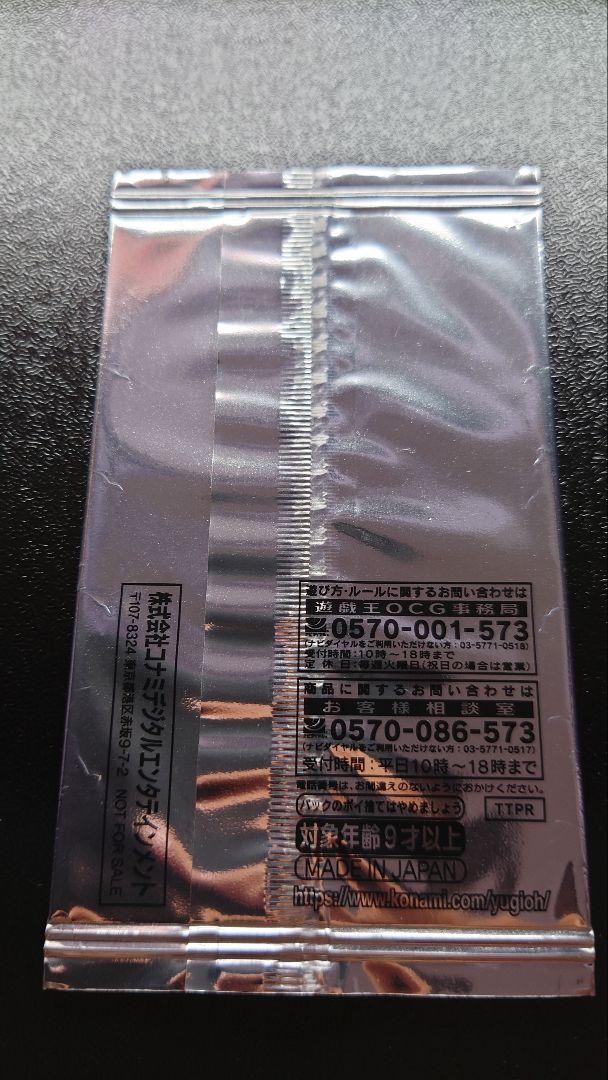 遊び方・ルールに関するお問い合わせは
遊戯王OCG事務局
0570-001-573
(ナビダイヤルをご利用いただけない方：03-5771-0518)
受付時間：10時～18時まで
定休日：毎週火曜日(祝日の場合は営業)
商品に関するお問い合わせは
お客様相談室
0570-086-573
(ナビダイヤルをご利用いただけない方：03-5771-0517)
受付時間：平日10時～18時まで
電話番号は、お間違えのないようにおかけください。
パックのポイ捨てはやめましょう
TTPR
対象年齢9才以上
MADE IN JAPAN
https://www.konami.com/yugioh/
株式会社コナミデジタルエンタテインメント
〒107-8324 東京都港区赤坂9-7-2 NOT FOR SALE